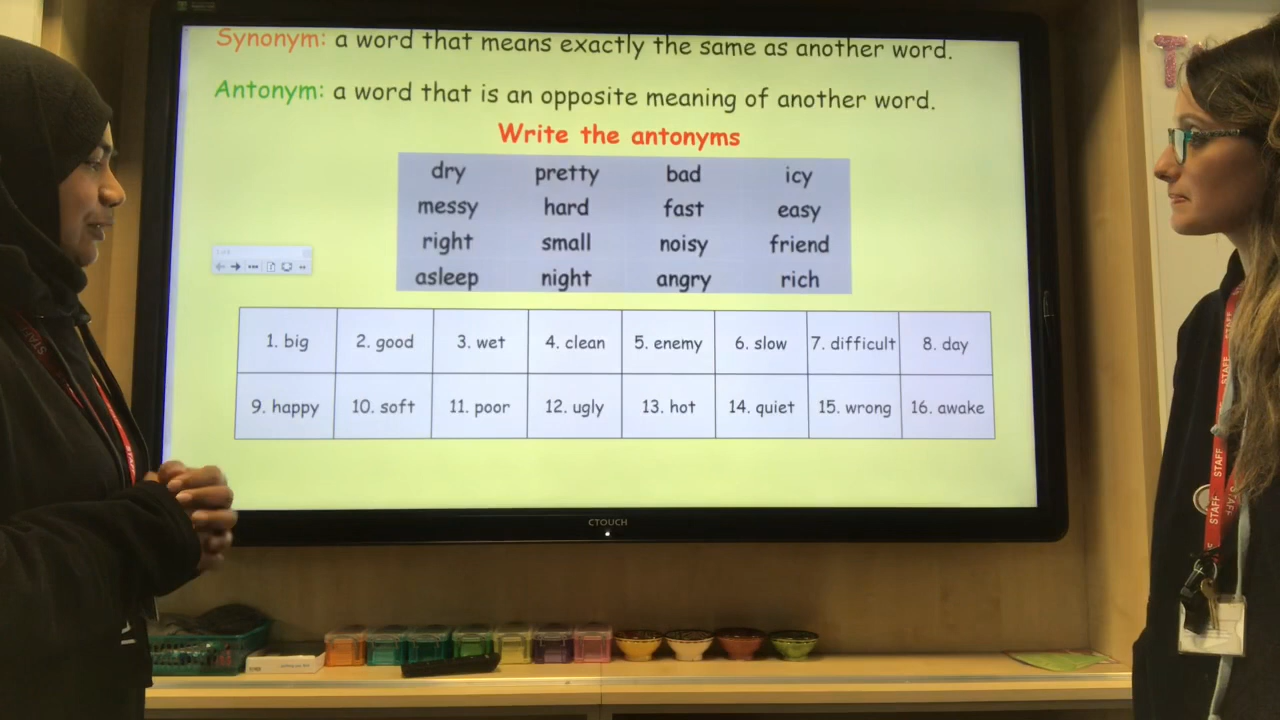 Synonym: a word that means exactly the same as another word.
Antonym: a word that is an opposite meaning of another word.
Write the antonyms
dry pretty bad icy
messy hard fast easy
right small noisy friend
asleep night angry rich
1. big 2. good 3. wet 4. clean 5. enemy 6. slow 7. difficult 8. day
9. happy 10. soft 11. poor 12. ugly 13. hot 14. quiet 15. wrong 16. awake
CTOUCH
STAFF
STAFF
STAFF
STAFF